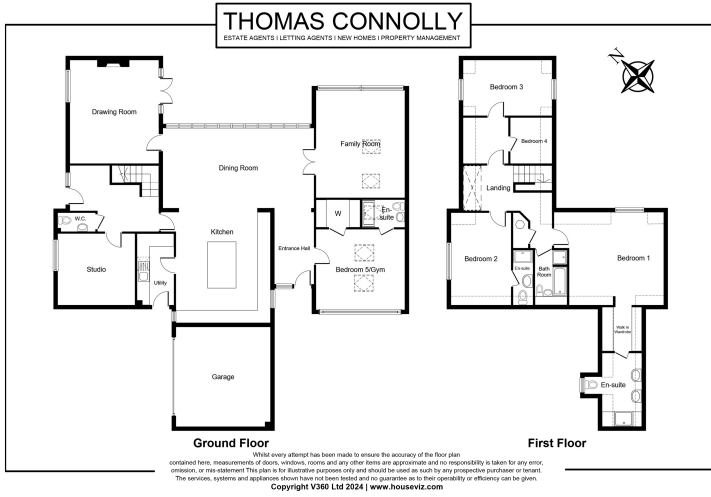 THOMAS CONNOLLY
ESTATE AGENTS I LETTING AGENTS I NEW HOMES I PROPERTY MANAGEMENT
N
Drawing Room
Family Room
Dining Room
W.C.
Studio
Kitchen
Utility
Entrance Hall
W
En-suite
Bedroom 5/Gym
Garage
Ground Floor
Bedroom 3
Bedroom 4
Landing
Bedroom 2
En-suite
Bath
Room
Bedroom 1
Walk in
Wardrobe
En-suite
First Floor
Whilst every attempt has been made to ensure the accuracy of the floor plan
contained here, measurements of doors, windows, rooms and any other items are approximate and no responsibility is taken for any error,
omission, or mis-statement This plan is for illustrative purposes only and should be used as such by any prospective purchaser or tenant.
The services, systems and appliances shown have not been tested and no guarantee as to their operability or efficiency can be given.
Copyright V360 Ltd 2024 | www.houseviz.com